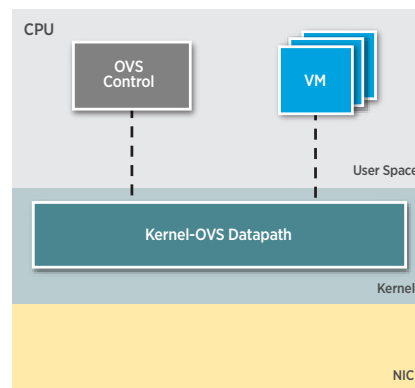 CPU
OVS
Control
VM
User Space
Kernel-OVS Datapath
Kernel
NIC